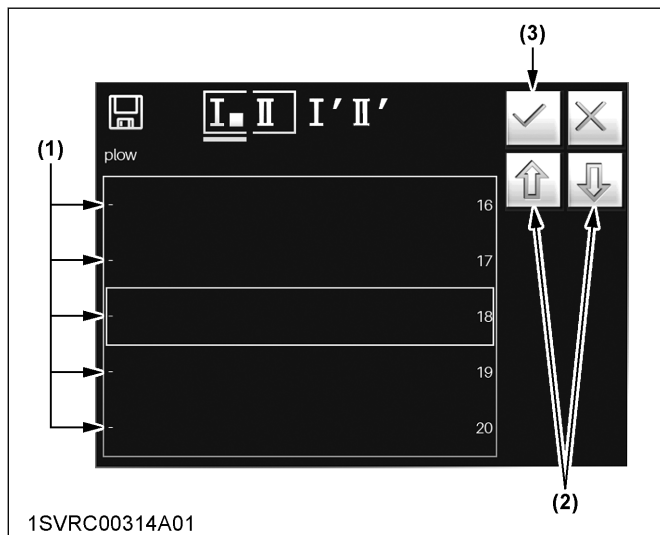 (3)
I II I′ II′
(1)
plow
- 16
- 17
- 18
- 19
- 20
(2)
1SVRC00314A01